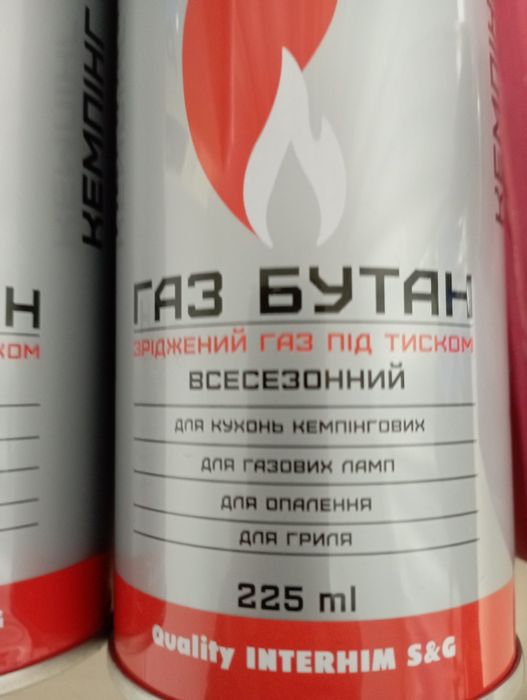 КЕМПІНГ
ГАЗ БУТАН
ЗРІДЖЕНИЙ ГАЗ ПІД ТИСКОМ
ВСЕСЕЗОННИЙ
ДЛЯ КУХОНЬ КЕМПІНГОВИХ
ДЛЯ ГАЗОВИХ ЛАМП
ДЛЯ ОПАЛЕННЯ
ДЛЯ ГРИЛЯ
225 ml
Quality INTERHIM S&G
КЕМПІНГ